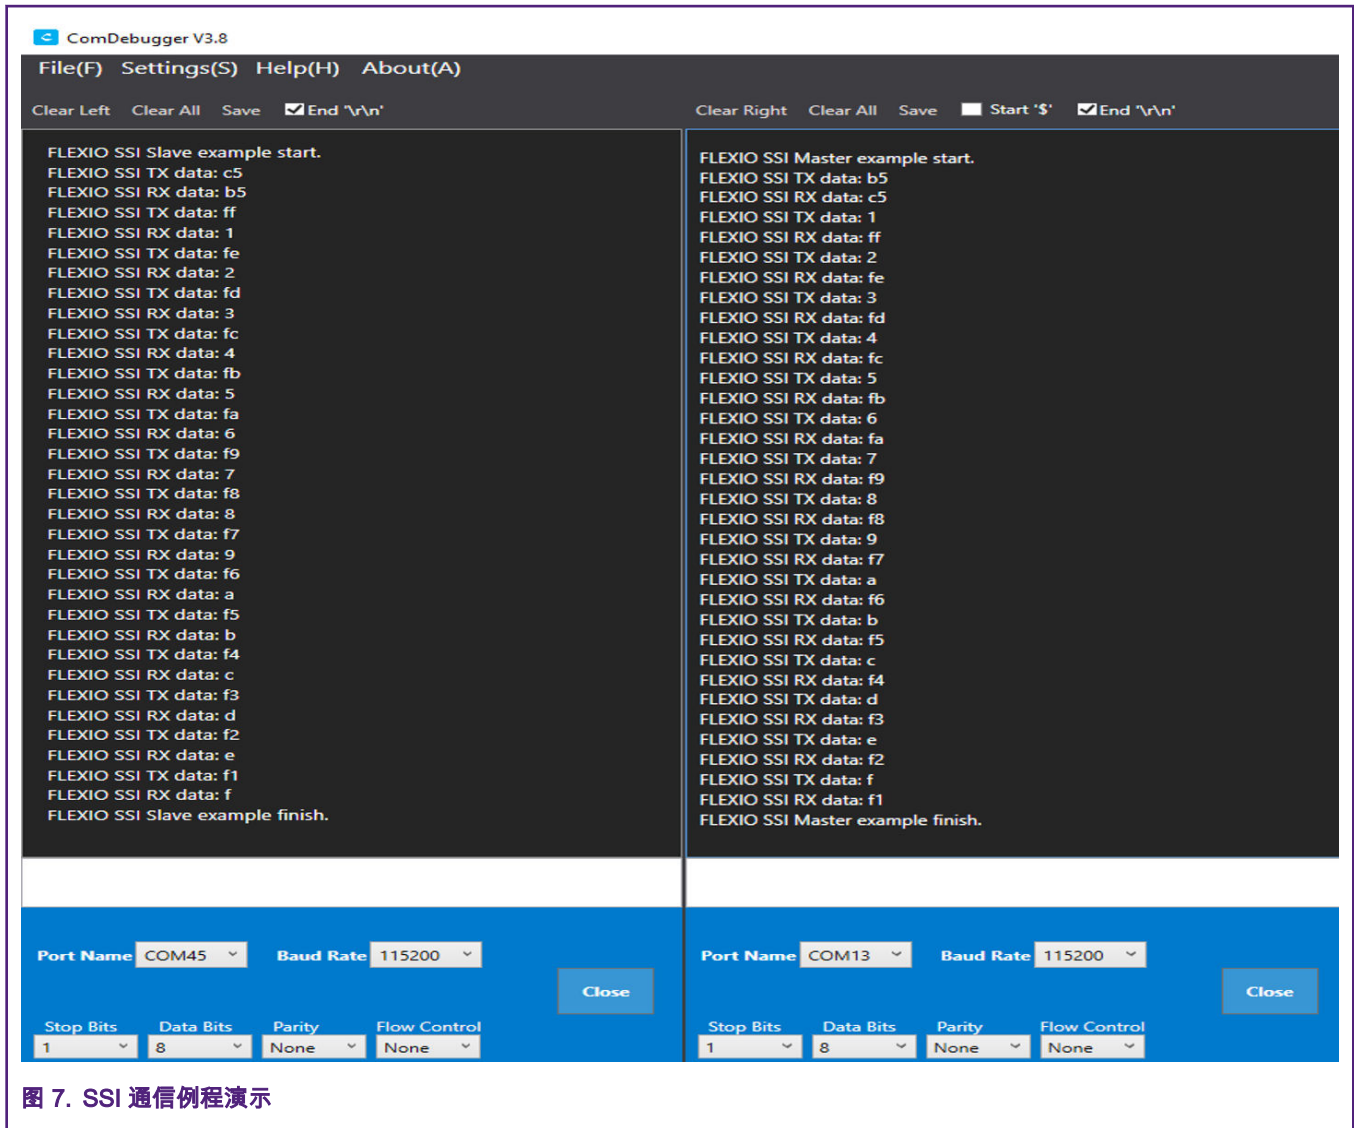 ComDebugger V3.8
File(F) Settings(S) Help(H) About(A)
Clear Left Clear All Save End '\r\n'
Clear Right Clear All Save Start '$' End '\r\n'
FLEXIO SSI Slave example start.
FLEXIO SSI TX data: c5
FLEXIO SSI RX data: b5
FLEXIO SSI TX data: ff
FLEXIO SSI RX data: 1
FLEXIO SSI TX data: fe
FLEXIO SSI RX data: 2
FLEXIO SSI TX data: fd
FLEXIO SSI RX data: 3
FLEXIO SSI TX data: fc
FLEXIO SSI RX data: 4
FLEXIO SSI TX data: fb
FLEXIO SSI RX data: 5
FLEXIO SSI TX data: fa
FLEXIO SSI RX data: 6
FLEXIO SSI TX data: f9
FLEXIO SSI RX data: 7
FLEXIO SSI TX data: f8
FLEXIO SSI RX data: 8
FLEXIO SSI TX data: f7
FLEXIO SSI RX data: 9
FLEXIO SSI TX data: f6
FLEXIO SSI RX data: a
FLEXIO SSI TX data: f5
FLEXIO SSI RX data: b
FLEXIO SSI TX data: f4
FLEXIO SSI RX data: c
FLEXIO SSI TX data: f3
FLEXIO SSI RX data: d
FLEXIO SSI TX data: f2
FLEXIO SSI RX data: e
FLEXIO SSI TX data: f1
FLEXIO SSI RX data: f
FLEXIO SSI Slave example finish.
FLEXIO SSI Master example start.
FLEXIO SSI TX data: b5
FLEXIO SSI RX data: c5
FLEXIO SSI TX data: 1
FLEXIO SSI RX data: ff
FLEXIO SSI TX data: 2
FLEXIO SSI RX data: fe
FLEXIO SSI TX data: 3
FLEXIO SSI RX data: fd
FLEXIO SSI TX data: 4
FLEXIO SSI RX data: fc
FLEXIO SSI TX data: 5
FLEXIO SSI RX data: fb
FLEXIO SSI TX data: 6
FLEXIO SSI RX data: fa
FLEXIO SSI TX data: 7
FLEXIO SSI RX data: f9
FLEXIO SSI TX data: 8
FLEXIO SSI RX data: f8
FLEXIO SSI TX data: 9
FLEXIO SSI RX data: f7
FLEXIO SSI TX data: a
FLEXIO SSI RX data: f6
FLEXIO SSI TX data: b
FLEXIO SSI RX data: f5
FLEXIO SSI TX data: c
FLEXIO SSI RX data: f4
FLEXIO SSI TX data: d
FLEXIO SSI RX data: f3
FLEXIO SSI TX data: e
FLEXIO SSI RX data: f2
FLEXIO SSI TX data: f
FLEXIO SSI RX data: f1
FLEXIO SSI Master example finish.
Port Name COM45 Baud Rate 115200
Close
Stop Bits Data Bits Parity Flow Control
1 8 None None
Port Name COM13 Baud Rate 115200
Close
Stop Bits Data Bits Parity Flow Control
1 8 None None
图 7. SSI 通信例程演示